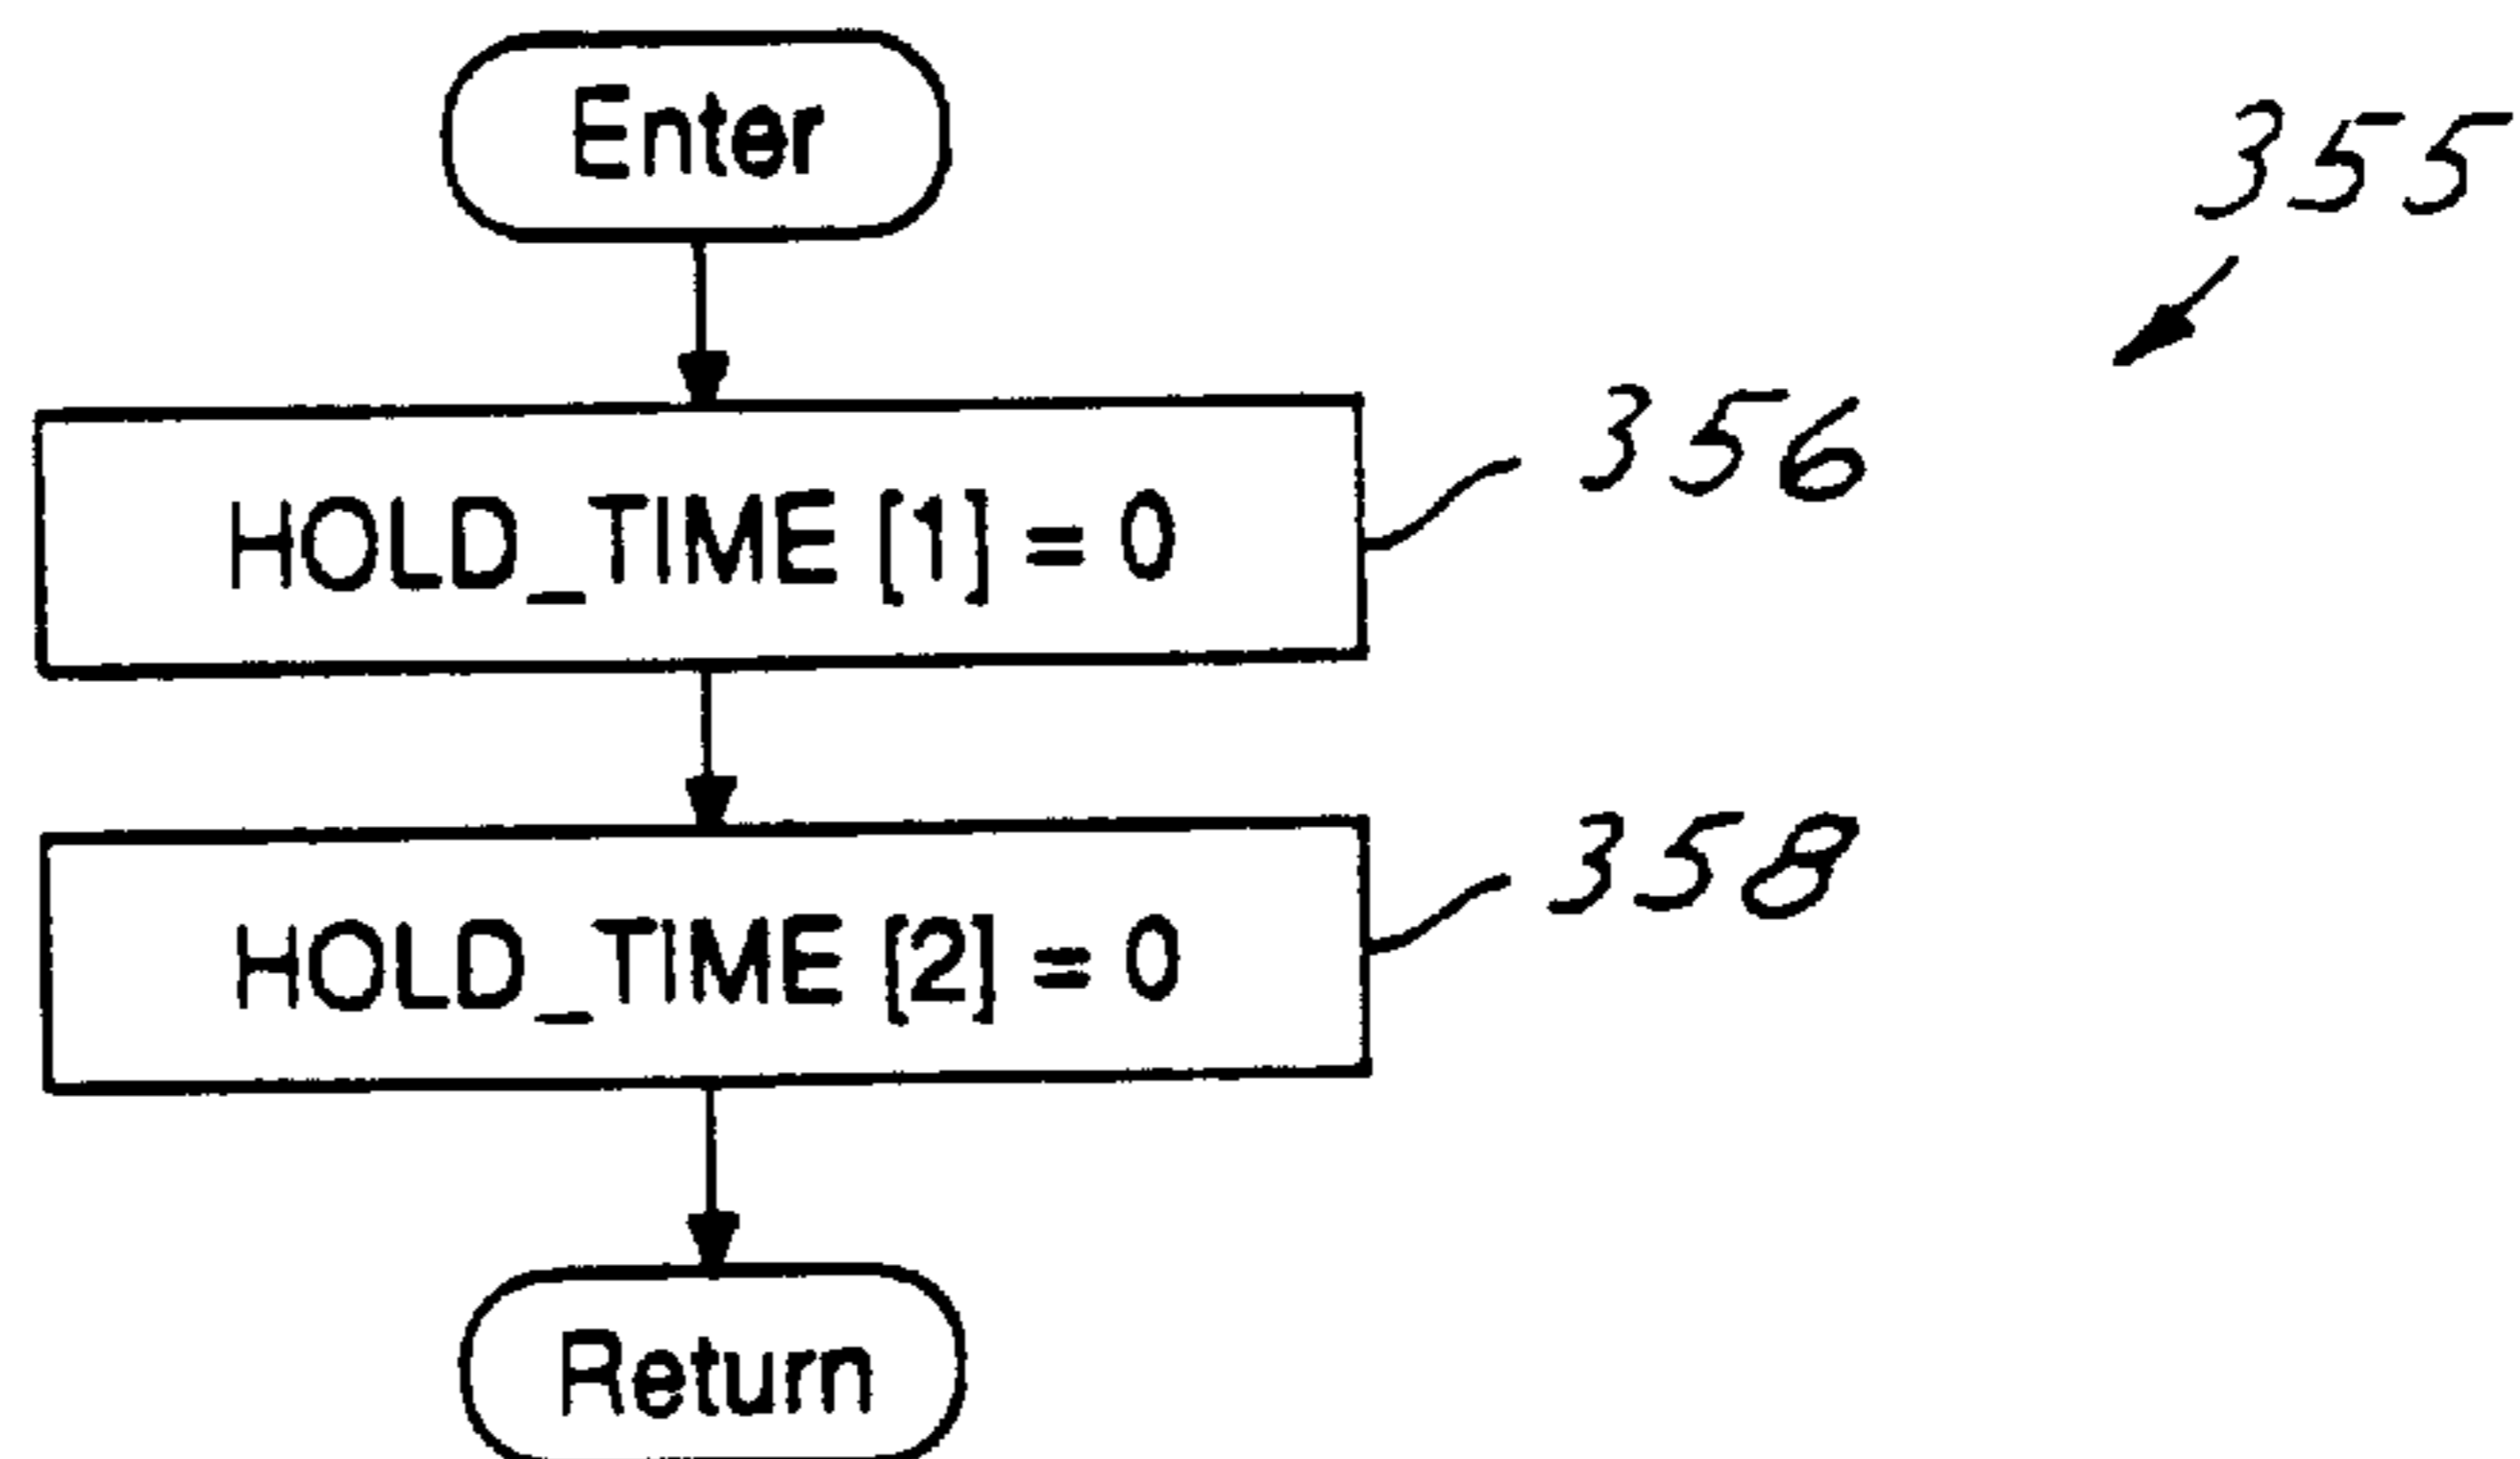 Enter
355
356
HOLD_TIME [1] = 0
358
HOLD_TIME [2] = 0
Return